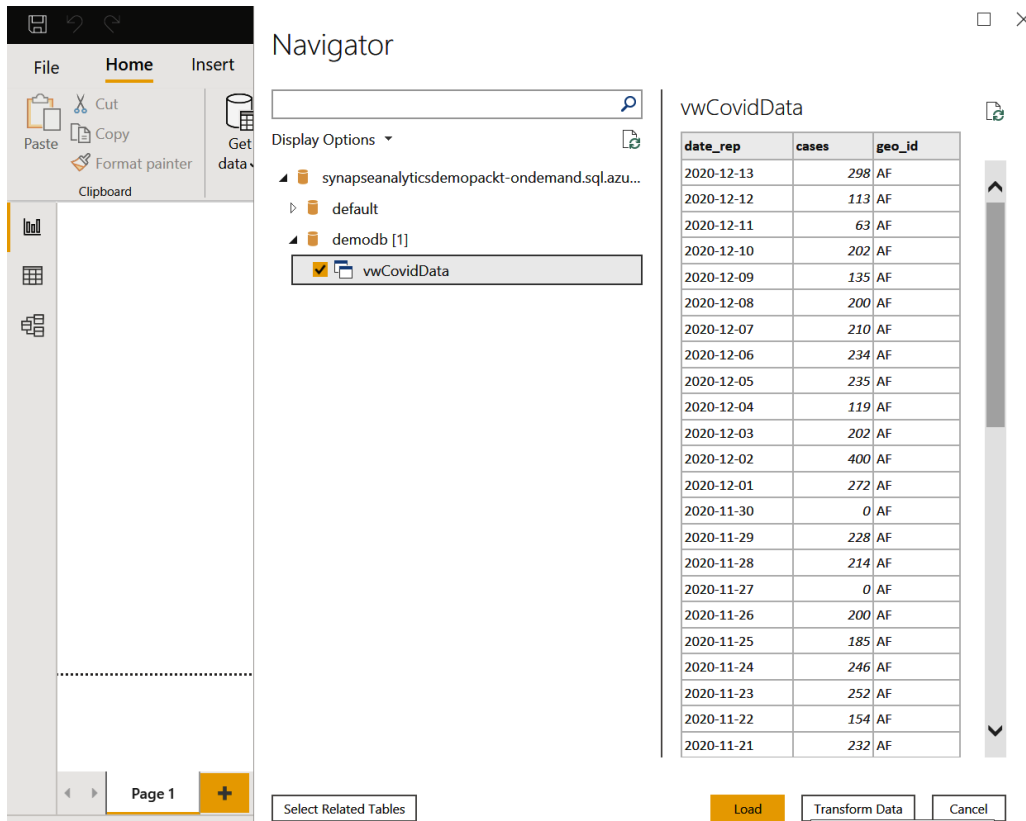 File Home Insert
Paste
Cut
Copy
Format painter
Clipboard
Get
data
Page 1
Navigator
Display Options
synapseanalyticsdemopackt-ondemand.sql.azu...
default
demodb [1]
vwCovidData
Select Related Tables
vwCovidData
date_rep cases geo_id
2020-12-13 298 AF
2020-12-12 113 AF
2020-12-11 63 AF
2020-12-10 202 AF
2020-12-09 135 AF
2020-12-08 200 AF
2020-12-07 210 AF
2020-12-06 234 AF
2020-12-05 235 AF
2020-12-04 119 AF
2020-12-03 202 AF
2020-12-02 400 AF
2020-12-01 272 AF
2020-11-30 0 AF
2020-11-29 228 AF
2020-11-28 214 AF
2020-11-27 0 AF
2020-11-26 200 AF
2020-11-25 185 AF
2020-11-24 246 AF
2020-11-23 252 AF
2020-11-22 154 AF
2020-11-21 232 AF
Load Transform Data Cancel